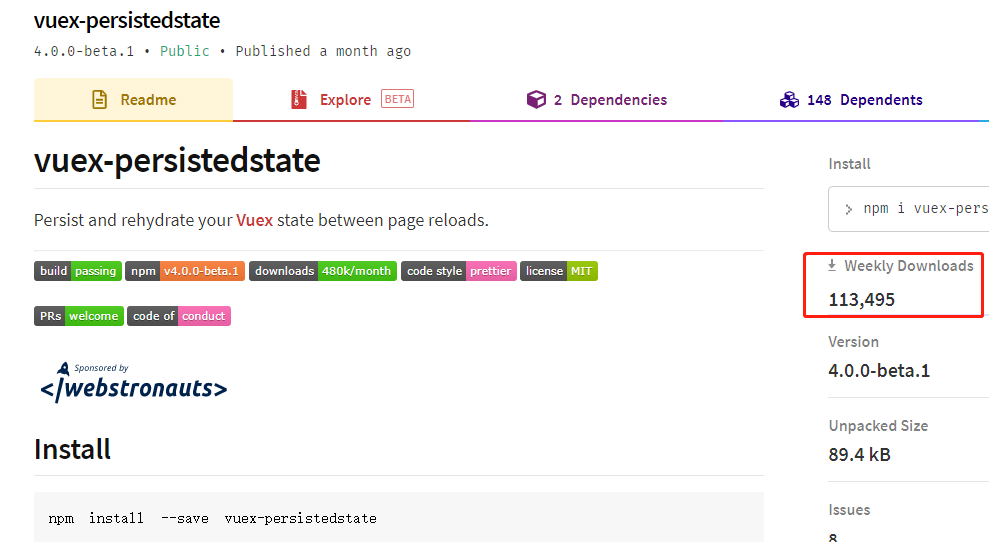 vuex-persistedstate
4.0.0-beta.1 • Public • Published a month ago
Readme
Explore BETA
2 Dependencies
148 Dependents
vuex-persistedstate
Persist and rehydrate your Vuex state between page reloads.
build passing npm v4.0.0-beta.1 downloads 480k/month code style prettier license MIT
PRs welcome code of conduct
Sponsored by
</webstronauts>
Install
npm install --save vuex-persistedstate
Install
> npm i vuex-pers
Weekly Downloads
113,495
Version
4.0.0-beta.1
Unpacked Size
89.4 kB
Issues
8